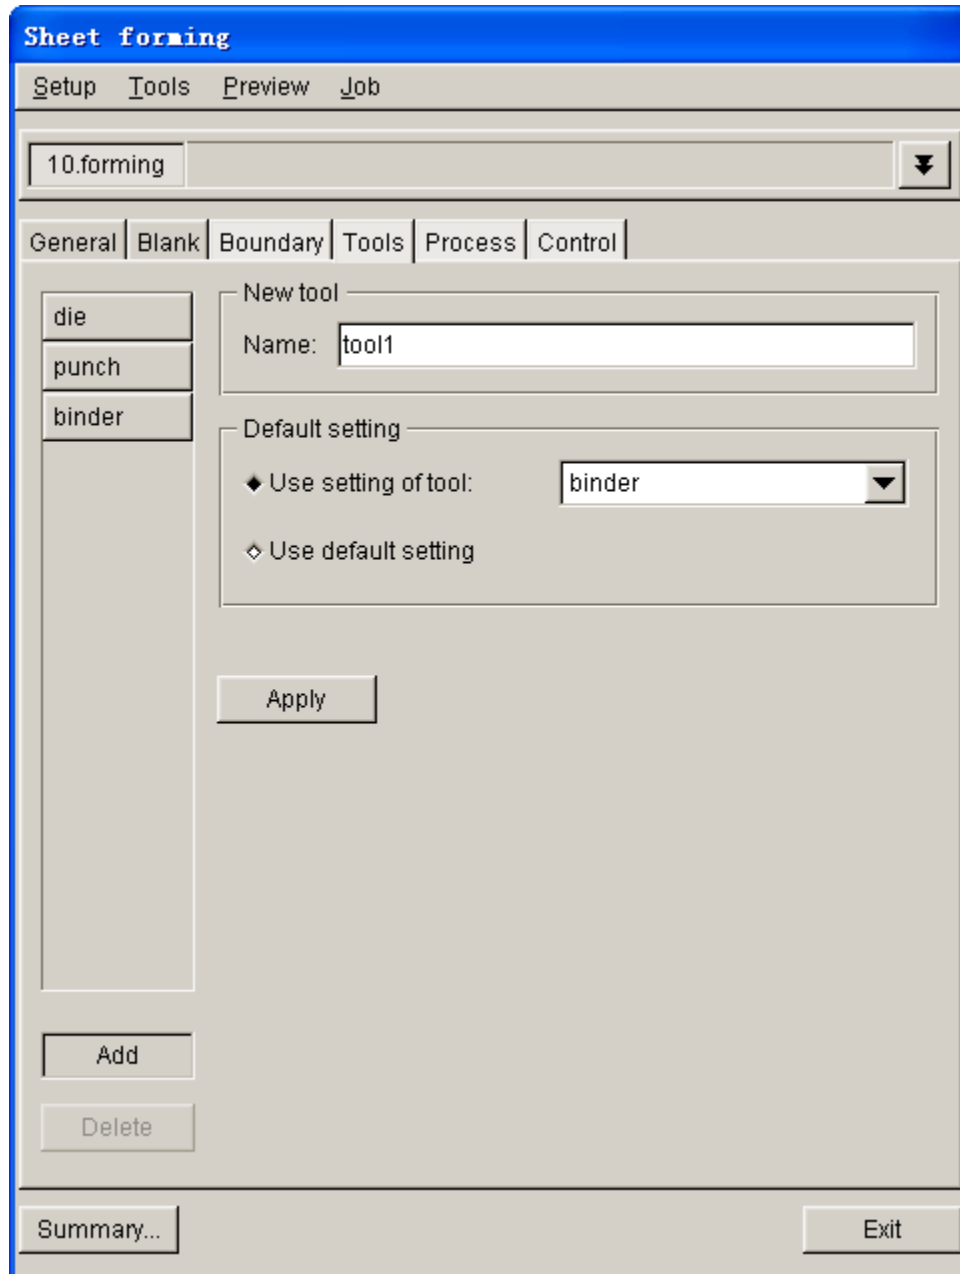 Sheet forming
Setup Tools Preview Job
10.forming
General Blank Boundary Tools Process Control
die
punch
binder
New tool
Name: tool1
Default setting
Use setting of tool: binder
Use default setting
Apply
Add
Delete
Summary... Exit